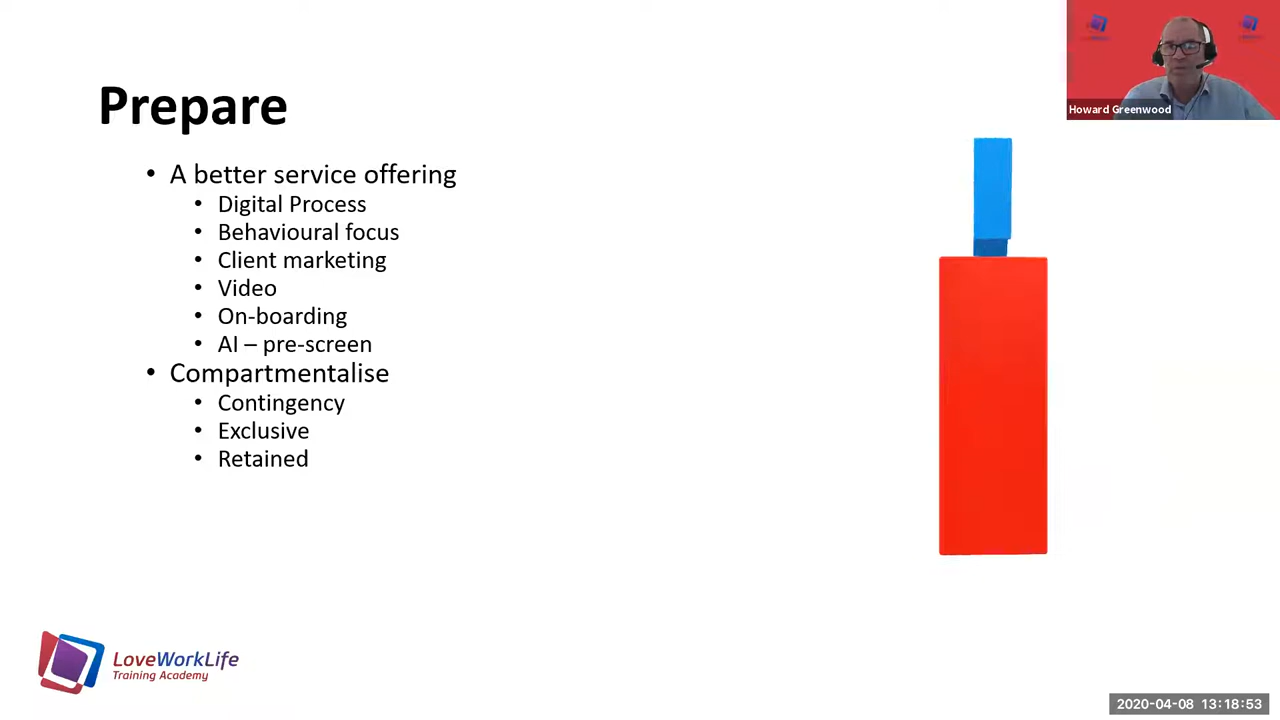 Howard Greenwood
Prepare
• A better service offering
• Digital Process
• Behavioural focus
• Client marketing
• Video
• On-boarding
• AI – pre-screen
• Compartmentalise
• Contingency
• Exclusive
• Retained
LoveWorkLife
Training Academy
2020-04-08 13:18:53